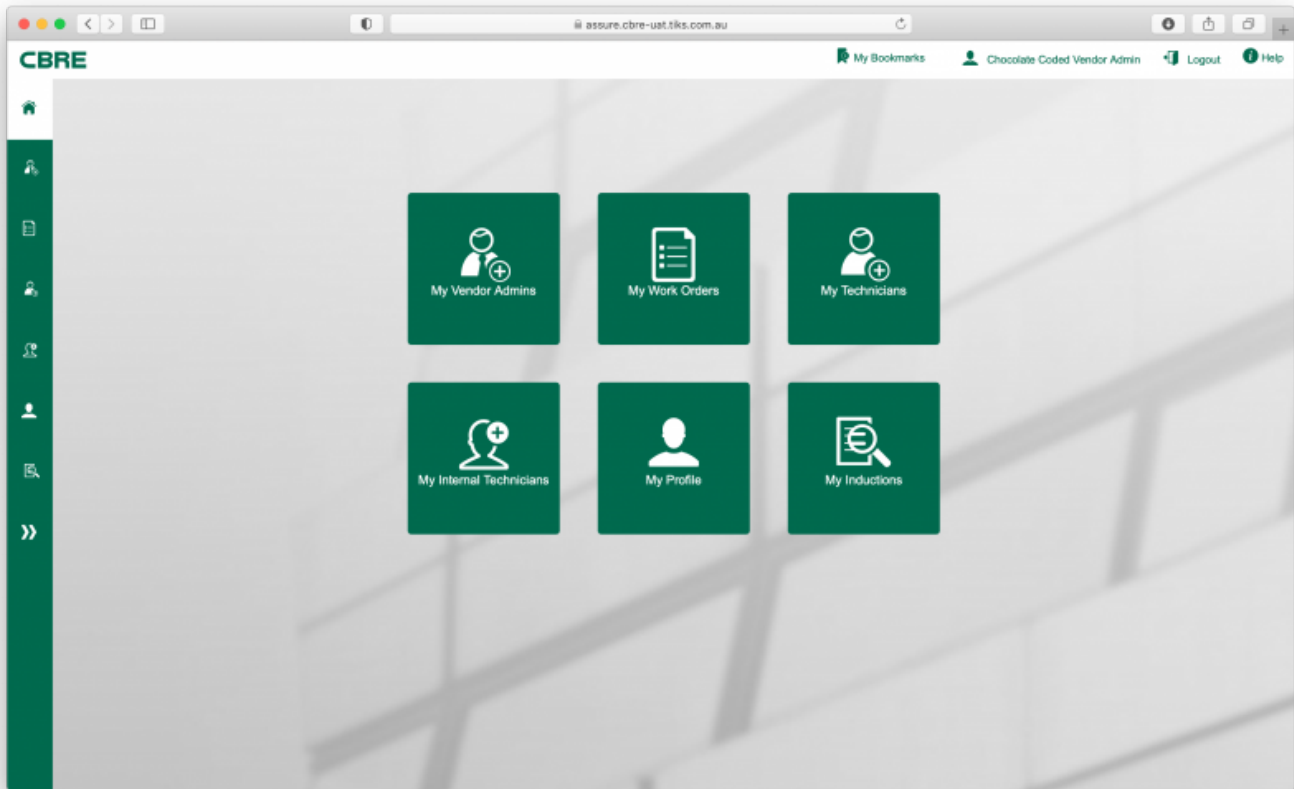 assure.cbre-uat.tiks.com.au
CBRE
My Bookmarks
Chocolate Coded Vendor Admin
Logout
Help
My Vendor Admins
My Work Orders
My Technicians
My Internal Technicians
My Profile
My Inductions